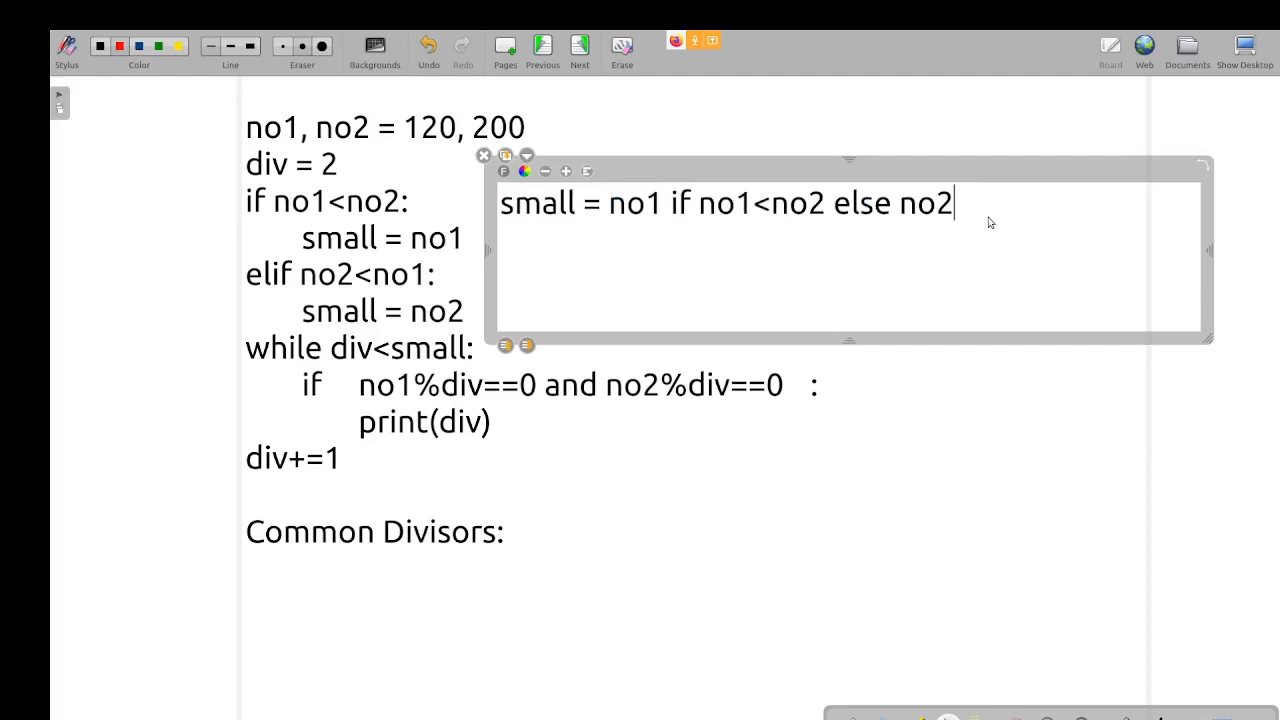 Stylus Color Line Eraser Backgrounds Undo Redo Pages Previous Next Erase Board Web Documents Show Desktop
no1, no2 = 120, 200
div = 2
if no1<no2:
small = no1
elif no2<no1:
small = no2
while div<small:
if no1%div==0 and no2%div==0 :
print(div)
div+=1
Common Divisors:
F
small = no1 if no1<no2 else no2